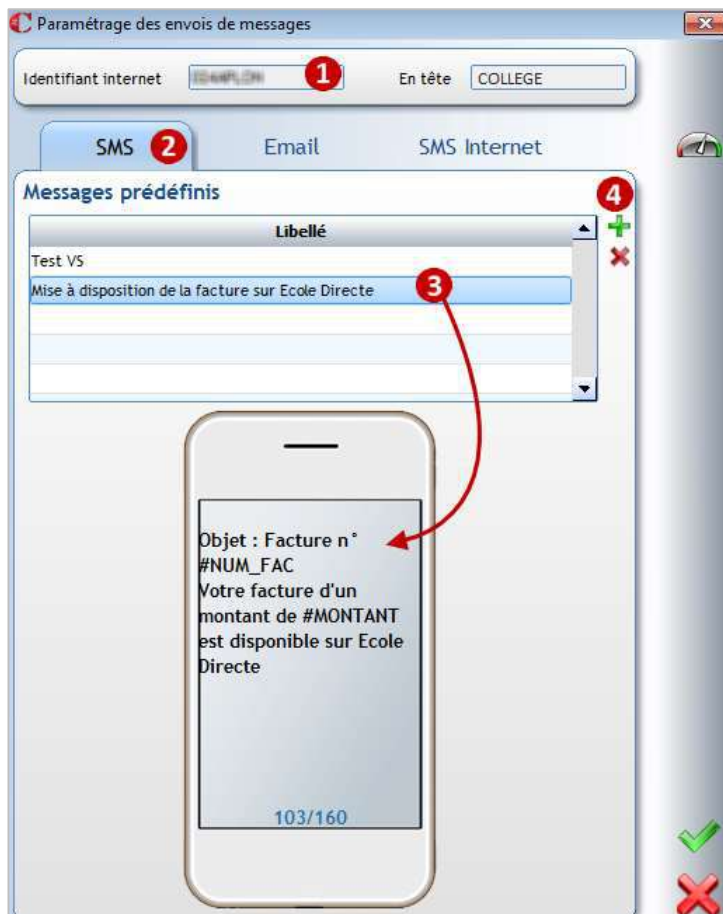 Paramétrage des envois de messages
Identifiant internet 1 En tête COLLEGE
SMS 2 Email SMS Internet
Messages prédéfinis 4
Libellé
Test VS
Mise à disposition de la facture sur Ecole Directe 3
Objet : Facture n°
#NUM_FAC
Votre facture d'un
montant de #MONTANT
est disponible sur Ecole
Directe
103/160